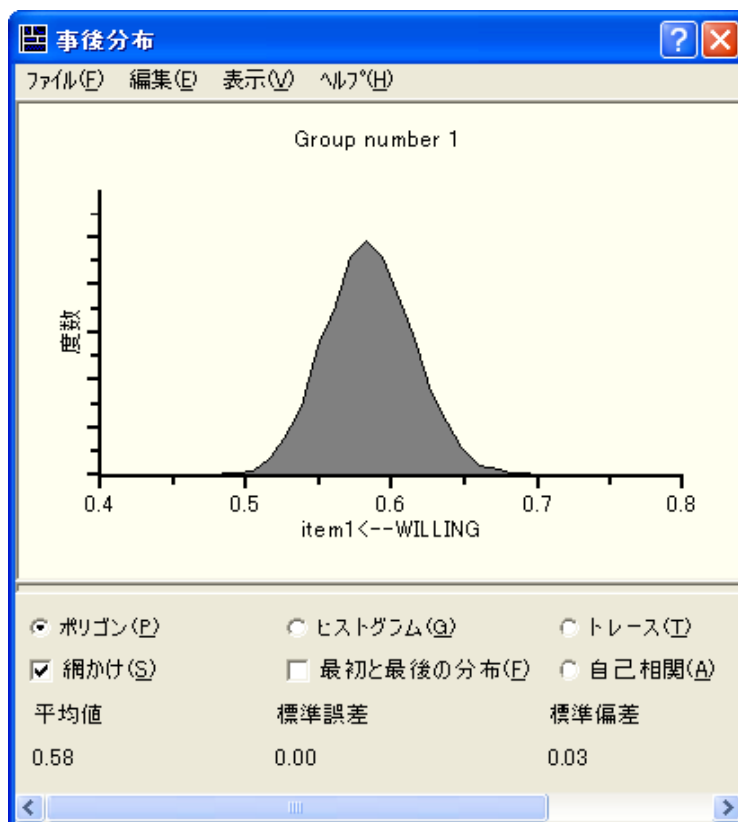 事後分布
ファイル(F) 編集(E) 表示(V) ヘルプ(H)
Group number 1
度数
0.4 0.5 0.6 0.7 0.8
item1<--WILLING
ポリゴン(P) ヒストグラム(G) トレース(T)
網かけ(S) 最初と最後の分布(F) 自己相関(A)
平均値 標準誤差 標準偏差
0.58 0.00 0.03